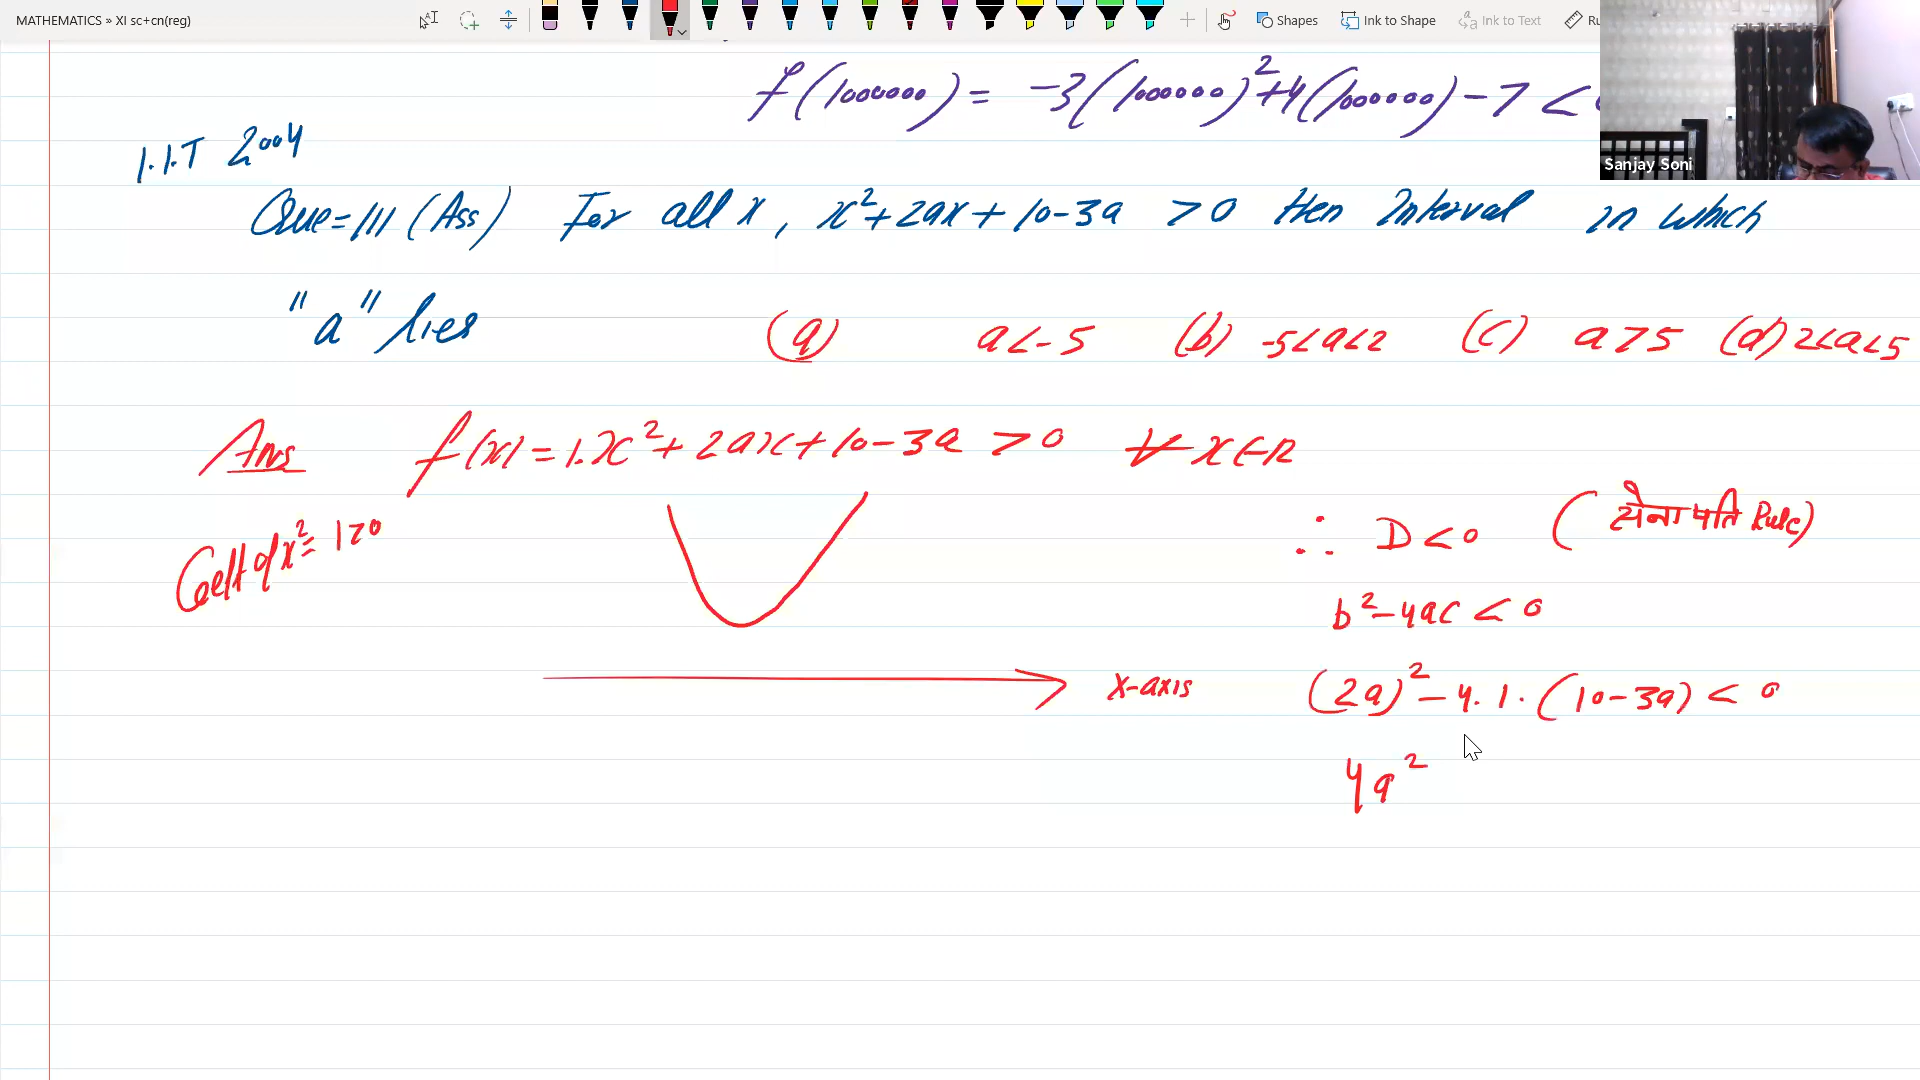 MATHEMATICS » XI sc+cn(reg)
Shapes Ink to Shape Ink to Text Ru
f(1000000) = -3(1000000)²+4(1000000)-7 <
Sanjay Soni
I.I.T 2004
Que=111 (Ass) For all x, x²+2ax+10-3a >0 then Interval in which
"a" lies (a) a<-5 (b) -5<a<2 (c) a>5 (d) 2<a<5
Ans f(x)=1.x²+2ax+10-3a >0 ∀ x∈R
Coefft of x²= 1>0
∴ D<0 (सेनापति Rule)
b²-4ac < 0
x-axis (2a)²-4.1.(10-3a) < 0
4a²